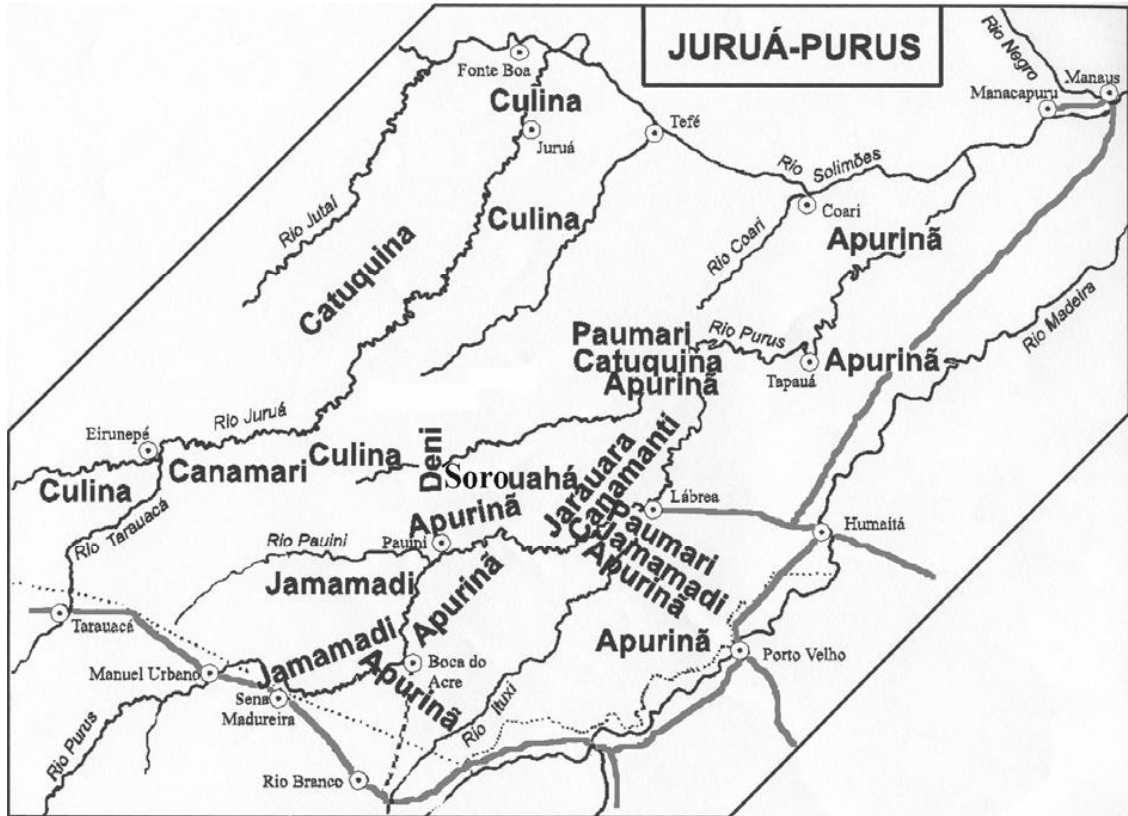 JURUÁ-PURUS
Rio Negro
Manaus
Manacapuru
Fonte Boa
Culina
Juruá
Tefé
Rio Solimões
Coari
Rio Jutaí
Culina
Rio Coari
Apurinã
Catuquina
Rio Madeira
Paumari
Catuquiña
Apurinã
Rio Purus
Tapauá
Apurinã
Rio Juruá
Eirunepé
Culina
Canamari
Culina
Deni
Sorouahá
Jarauara
Canamanti
Apurinã
Lábrea
Humaitá
Rio Tarauacá
Rio Pauini
Pauini
Paumari
Jamamadi
Apurinã
Jamamadi
Apurinã
Tarauacá
Apurinã
Porto Velho
Manuel Urbano
Jamamadi
Apurinã
Boca do
Acre
Rio Ituxi
Sena
Madureira
Rio Purus
Rio Branco